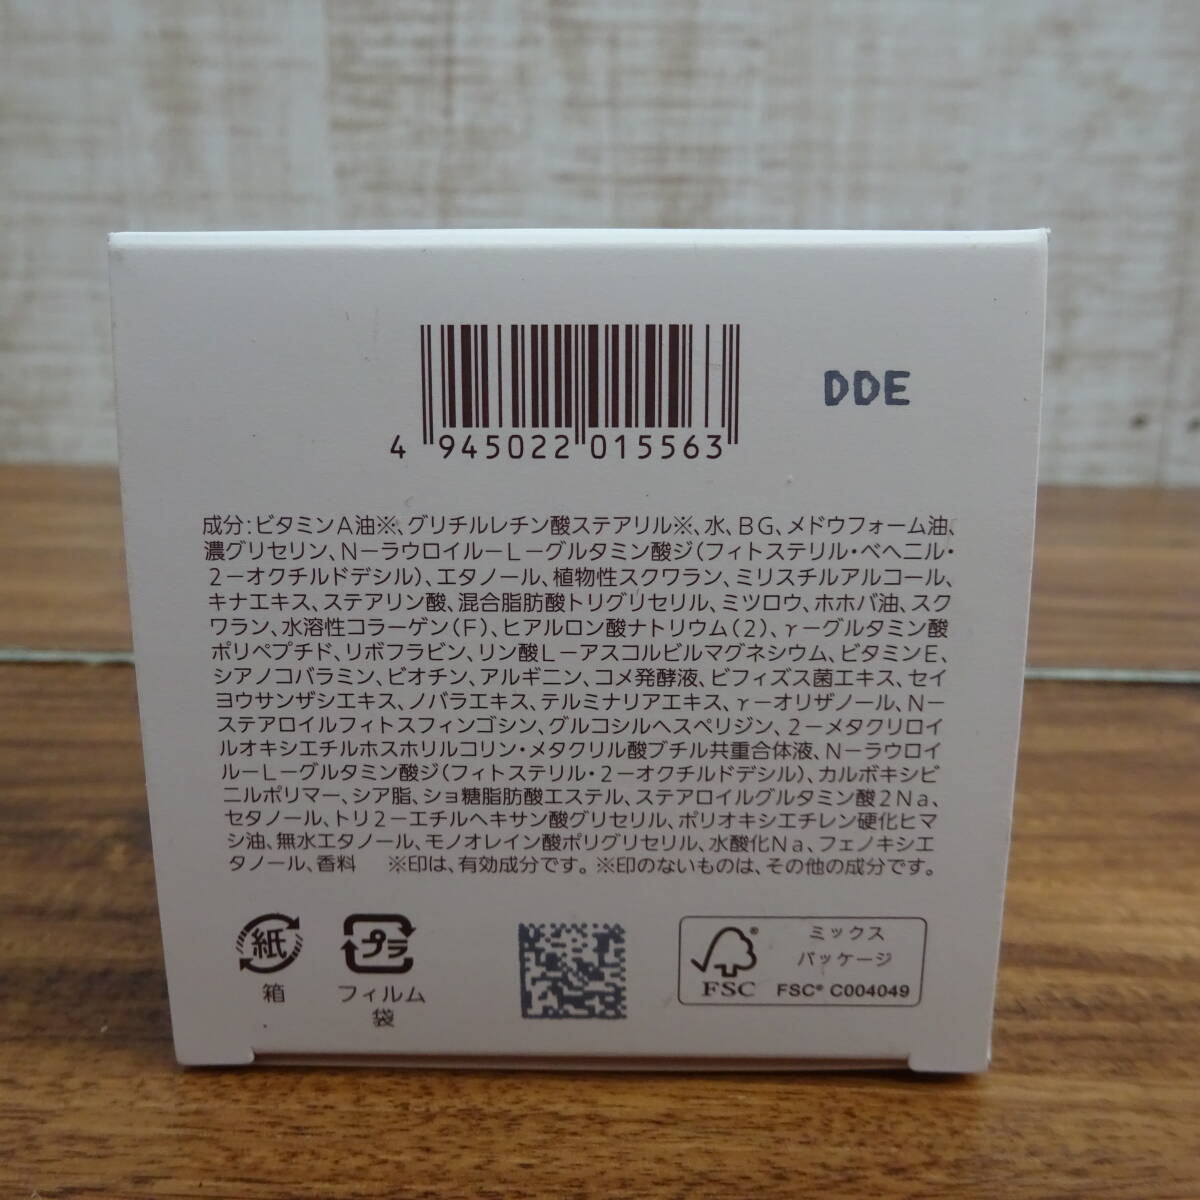 DDE
4 945022 015563
成分:ビタミンA油※、グリチルレチン酸ステアリル※、水、BG、メドウフォーム油、
濃グリセリン、N−ラウロイル−L−グルタミン酸ジ(フィトステリル・ベヘニル・
2−オクチルドデシル)、エタノール、植物性スクワラン、ミリスチルアルコール、
キナエキス、ステアリン酸、混合脂肪酸トリグリセリル、ミツロウ、ホホバ油、スク
ワラン、水溶性コラーゲン(F)、ヒアルロン酸ナトリウム(2)、γ−グルタミン酸
ポリペプチド、リボフラビン、リン酸L−アスコルビルマグネシウム、ビタミンE、
シアノコバラミン、ビオチン、アルギニン、コメ発酵液、ビフィズス菌エキス、セイ
ヨウサンザシエキス、ノバラエキス、テルミナリアエキス、γ−オリザノール、N−
ステアロイルフィトスフィンゴシン、グルコシルヘスペリジン、2−メタクリロイ
ルオキシエチルホスホリルコリン・メタクリル酸ブチル共重合体液、N−ラウロイ
ル−L−グルタミン酸ジ(フィトステリル・2−オクチルドデシル)、カルボキシビ
ニルポリマー、シア脂、ショ糖脂肪酸エステル、ステアロイルグルタミン酸2Na、
セタノール、トリ2−エチルヘキサン酸グリセリル、ポリオキシエチレン硬化ヒマ
シ油、無水エタノール、モノオレイン酸ポリグリセリル、水酸化Na、フェノキシエ
タノール、香料 ※印は、有効成分です。※印のないものは、その他の成分です。
紙
箱
プラ
フィルム
袋
FSC
ミックス
パッケージ
FSC® C004049